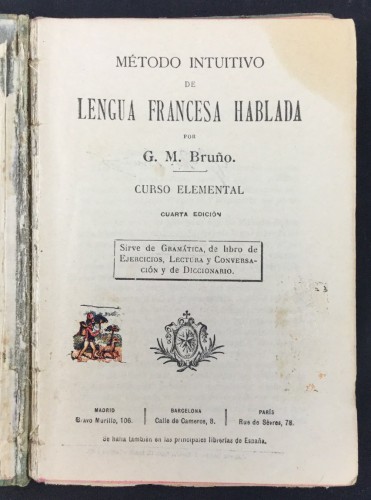 MÉTODO INTUITIVO
DE
LENGUA FRANCESA HABLADA
POR
G. M. Bruño.
CURSO ELEMENTAL
CUARTA EDICIÓN
Sirve de GRAMÁTICA, de libro de
EJERCICIOS, LECTURA y CONVERSA-
CIÓN y de DICCIONARIO.
MADRID
Bravo Murillo, 106.
BARCELONA
Calle de Cameros, 8.
PARÍS
Rue de Sèvres, 78.
de halla también en las principales librerías de España.